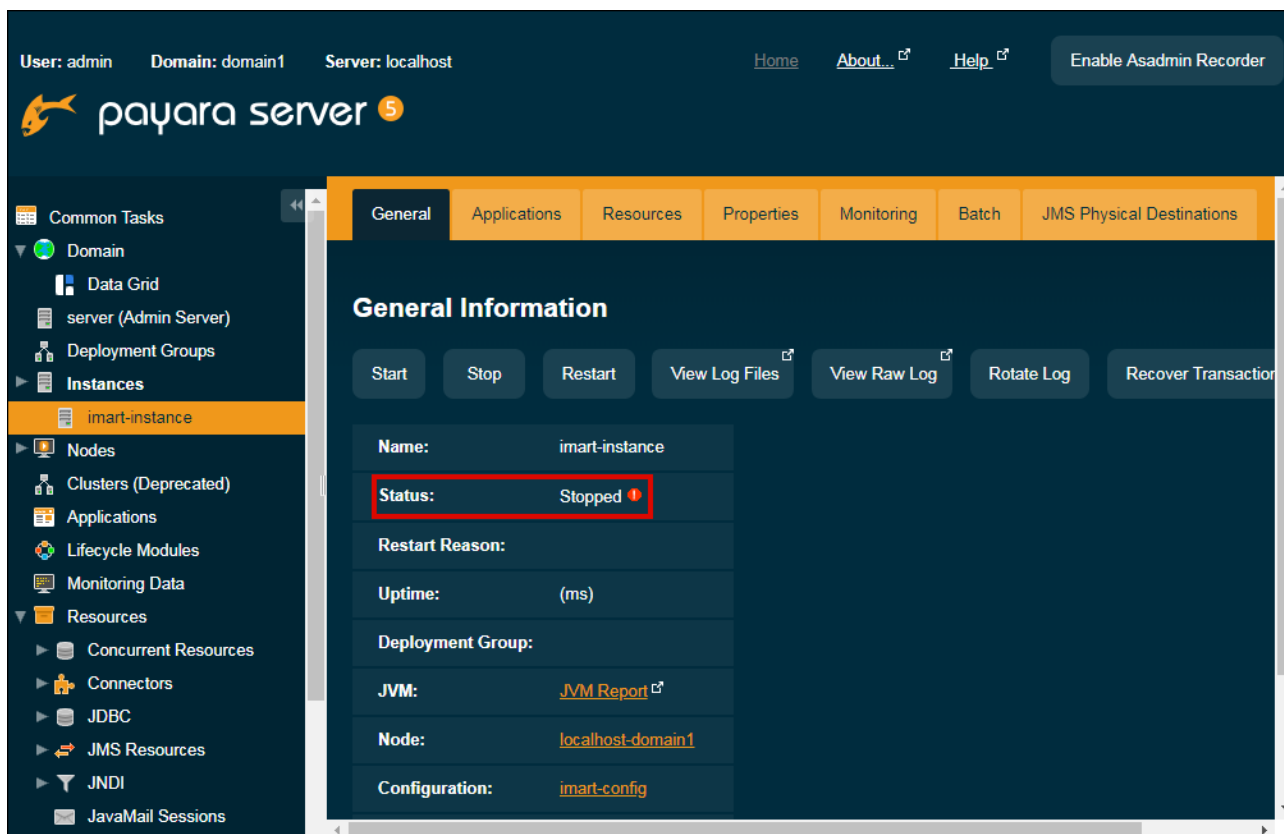 User: admin Domain: domain1 Server: localhost Home About... Help Enable Asadmin Recorder
payara server 5
Common Tasks
Domain
Data Grid
server (Admin Server)
Deployment Groups
Instances
imart-instance
Nodes
Clusters (Deprecated)
Applications
Lifecycle Modules
Monitoring Data
Resources
Concurrent Resources
Connectors
JDBC
JMS Resources
JNDI
JavaMail Sessions
General Applications Resources Properties Monitoring Batch JMS Physical Destinations
General Information
Start Stop Restart View Log Files View Raw Log Rotate Log Recover Transaction
Name: imart-instance
Status: Stopped
Restart Reason:
Uptime: (ms)
Deployment Group:
JVM: JVM Report
Node: localhost-domain1
Configuration: imart-config